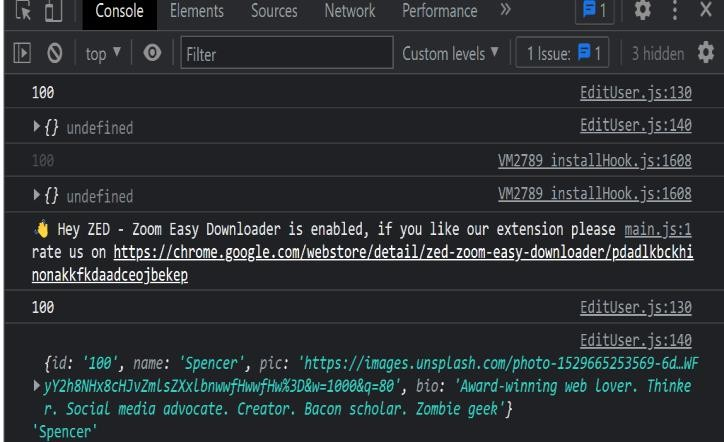 Console Elements Sources Network Performance » 1
top Filter Custom levels 1 Issue: 1 3 hidden
100 EditUser.js:130
{} undefined EditUser.js:140
100 VM2789 installHook.js:1608
{} undefined VM2789 installHook.js:1608
👋 Hey ZED - Zoom Easy Downloader is enabled, if you like our extension please main.js:1
rate us on https://chrome.google.com/webstore/detail/zed-zoom-easy-downloader/pdadlkbckhi
nonakkfkdaadceojbekep
100 EditUser.js:130
EditUser.js:140
{id: '100', name: 'Spencer', pic: 'https://images.unsplash.com/photo-1529665253569-6d…WF
yY2h8NHx8cHJvZmlsZXxlbnwwfHwwfHw%3D&w=1000&q=80', bio: 'Award-winning web lover. Thinke
r. Social media advocate. Creator. Bacon scholar. Zombie geek'}
'Spencer'